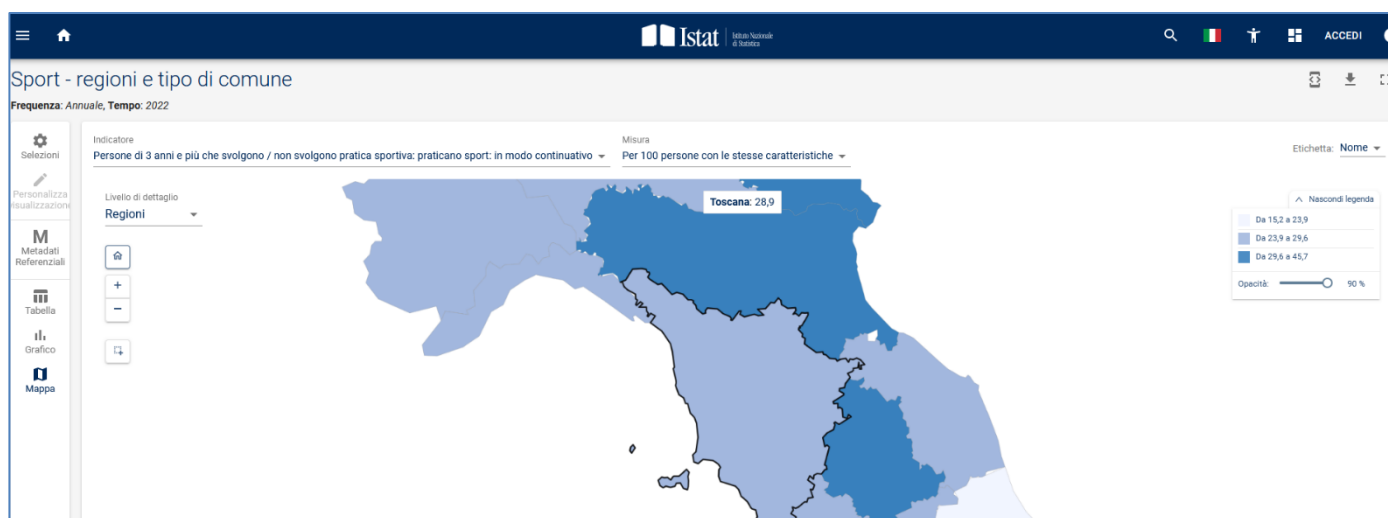 Istat
Istituto Nazionale
di Statistica
ACCEDI
Sport - regioni e tipo di comune
Frequenza: Annuale, Tempo: 2022
Selezioni
Personalizza
visualizzazione
M
Metadati
Referenziali
Tabella
Grafico
Mappa
Indicatore
Persone di 3 anni e più che svolgono / non svolgono pratica sportiva: praticano sport: in modo continuativo
Misura
Per 100 persone con le stesse caratteristiche
Etichetta: Nome
Livello di dettaglio
Regioni
+
−
Toscana: 28,9
Nascondi legenda
Da 15,2 a 23,9
Da 23,9 a 29,6
Da 29,6 a 45,7
Opacità: 90 %